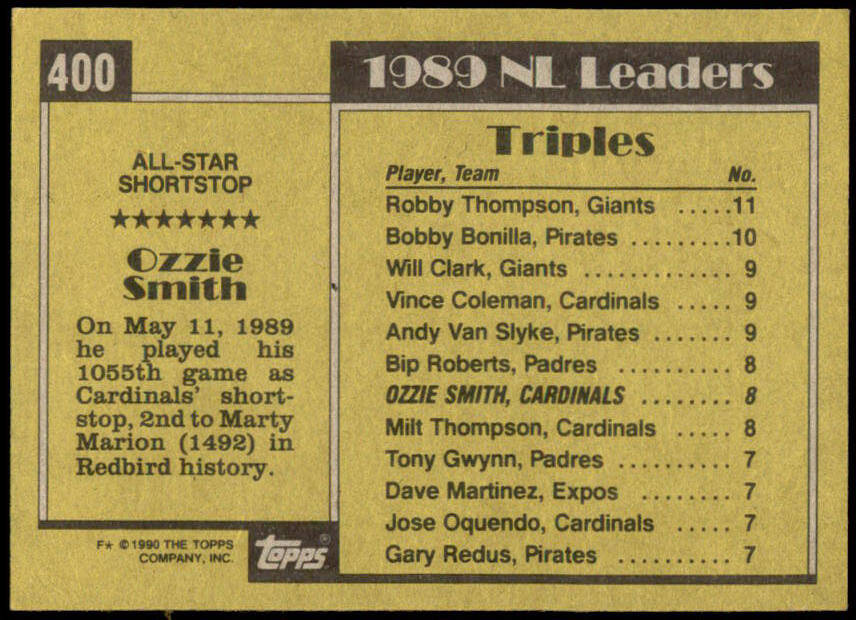 400
ALL-STAR
SHORTSTOP
★★★★★★★
Ozzie
Smith
On May 11, 1989
he played his
1055th game as
Cardinals' short-
stop, 2nd to Marty
Marion (1492) in
Redbird history.
F★ © 1990 THE TOPPS
COMPANY, INC.
TOPPS®
1989 NL Leaders
Triples
Player, Team No.
Robby Thompson, Giants .....11
Bobby Bonilla, Pirates .........10
Will Clark, Giants ............. 9
Vince Coleman, Cardinals ..... 9
Andy Van Slyke, Pirates ....... 9
Bip Roberts, Padres .......... 8
OZZIE SMITH, CARDINALS ........ 8
Milt Thompson, Cardinals ..... 8
Tony Gwynn, Padres .......... 7
Dave Martinez, Expos ........ 7
Jose Oquendo, Cardinals ..... 7
Gary Redus, Pirates .......... 7